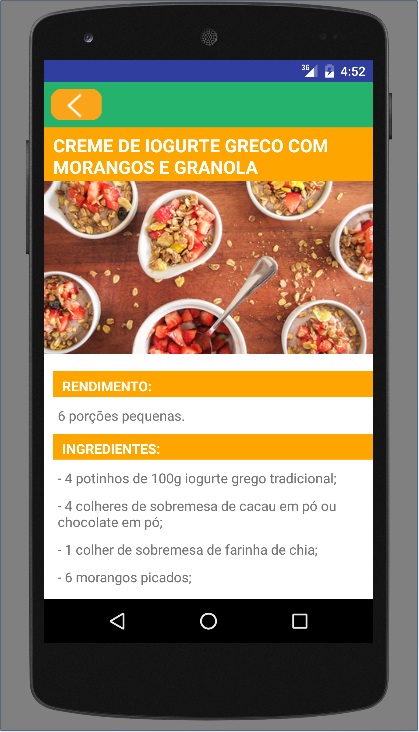 3G 4:52
CREME DE IOGURTE GRECO COM
MORANGOS E GRANOLA
RENDIMENTO:
6 porções pequenas.
INGREDIENTES:
- 4 potinhos de 100g iogurte grego tradicional;
- 4 colheres de sobremesa de cacau em pó ou
chocolate em pó;
- 1 colher de sobremesa de farinha de chia;
- 6 morangos picados;